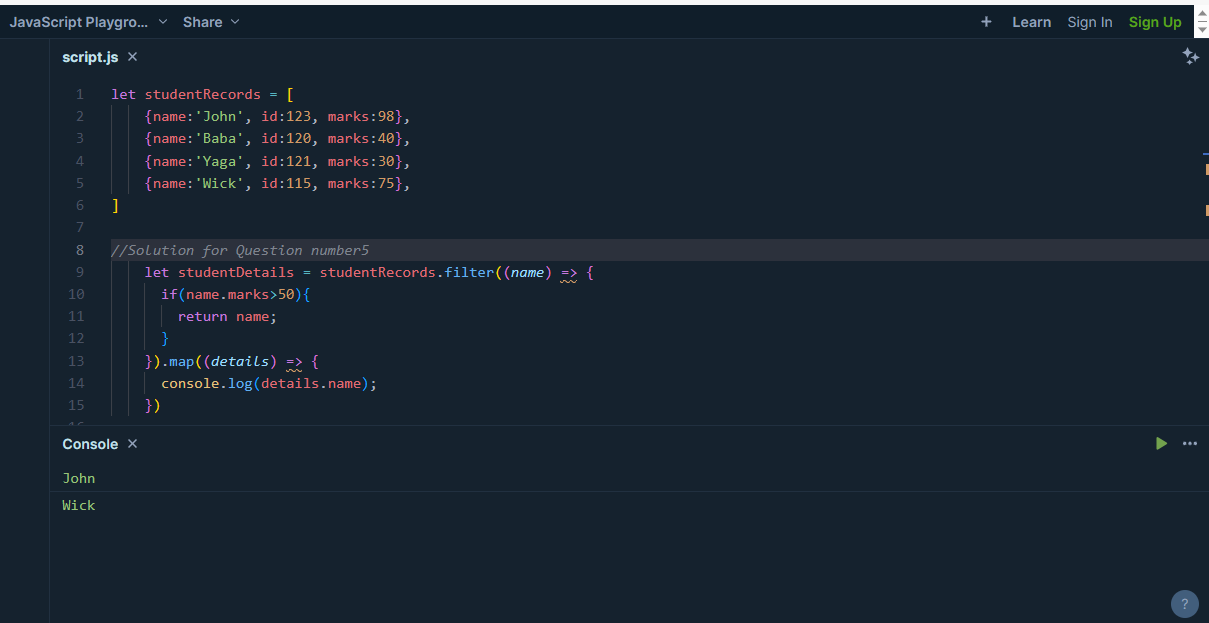 JavaScript Playgro... Share + Learn Sign In Sign Up
script.js ×
1 let studentRecords = [
2 {name:'John', id:123, marks:98},
3 {name:'Baba', id:120, marks:40},
4 {name:'Yaga', id:121, marks:30},
5 {name:'Wick', id:115, marks:75},
6 ]
7
8 //Solution for Question number5
9 let studentDetails = studentRecords.filter((name) => {
10 if(name.marks>50){
11 return name;
12 }
13 }).map((details) => {
14 console.log(details.name);
15 })
Console ×
John
Wick
?